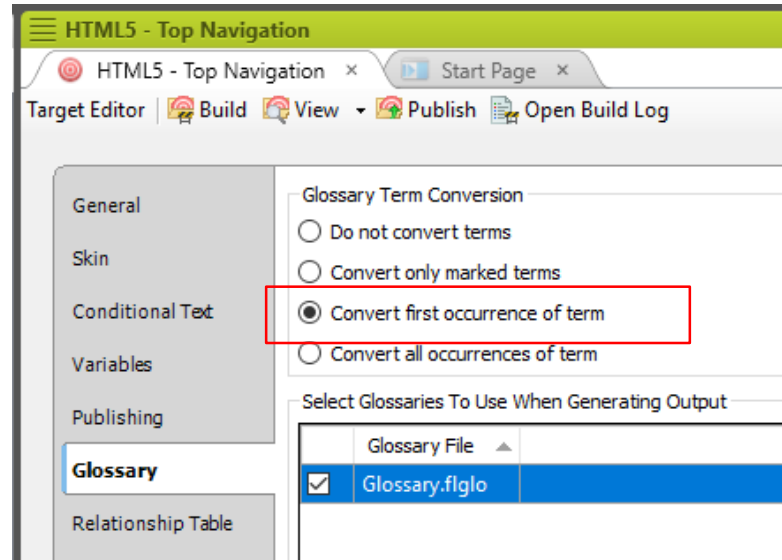 HTML5 - Top Navigation
HTML5 - Top Navigation × Start Page ×
Target Editor Build View Publish Open Build Log
General
Skin
Conditional Text
Variables
Publishing
Glossary
Relationship Table
Glossary Term Conversion
Do not convert terms
Convert only marked terms
Convert first occurrence of term
Convert all occurrences of term
Select Glossaries To Use When Generating Output
Glossary File
Glossary.flglo